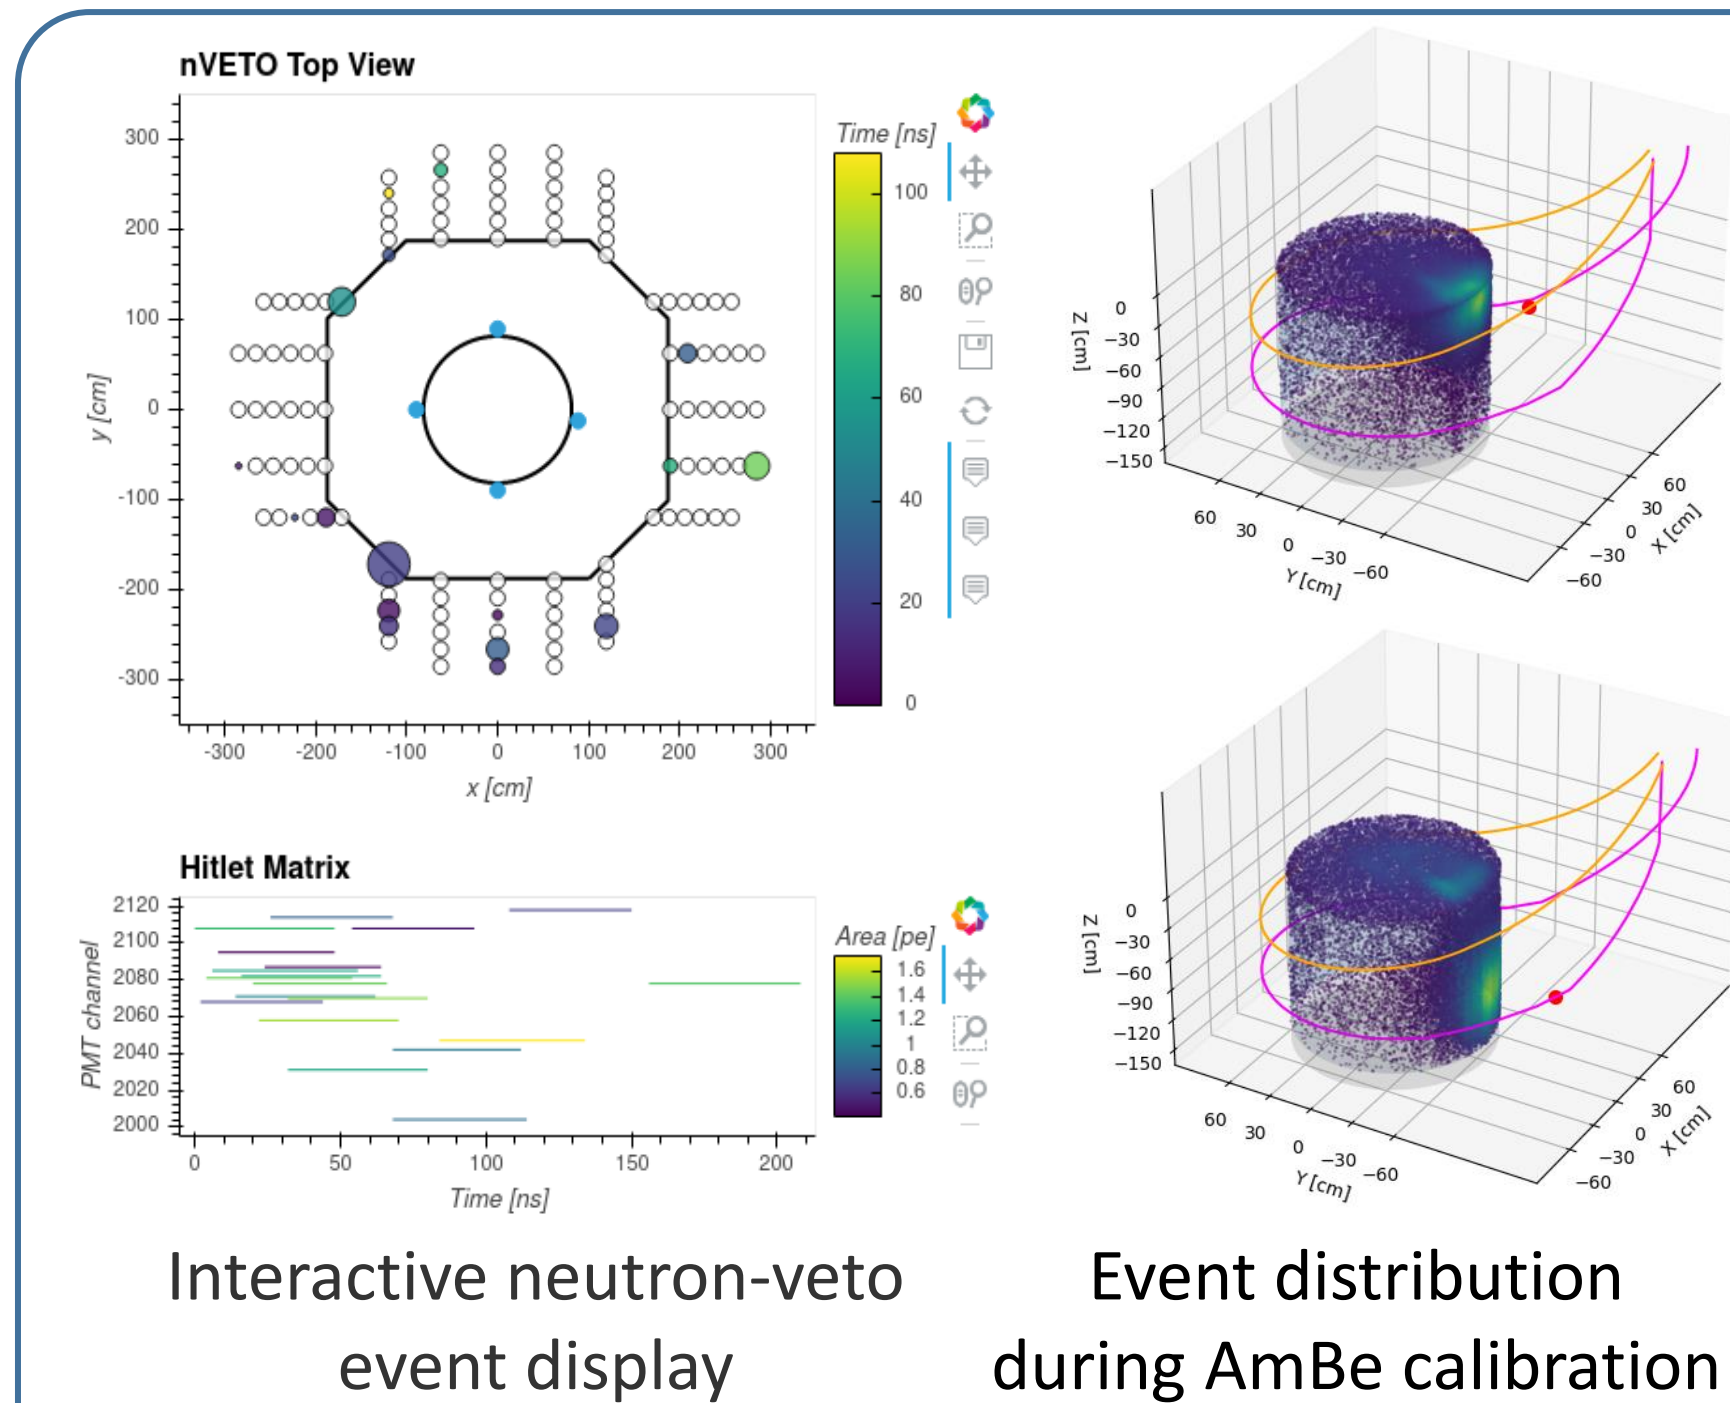 nVETO Top View
Time [ns]
300
200
100
0
-100
-200
-300
y [cm]
-300 -200 -100 0 100 200 300
x [cm]
100
80
60
40
20
0
Hitlet Matrix
Area [pe]
2120
2100
2080
2060
2040
2020
2000
PMT channel
0 50 100 150 200
Time [ns]
1.6
1.4
1.2
1
0.8
0.6
Z [cm]
0
−30
−60
−90
−120
−150
60 30 0 −30 −60
Y [cm]
60
30
0
−30
−60
X [cm]
Z [cm]
0
−30
−60
−90
−120
−150
60 30 0 −30 −60
Y [cm]
60
30
0
−30
−60
X [cm]
Interactive neutron-veto
event display
Event distribution
during AmBe calibration